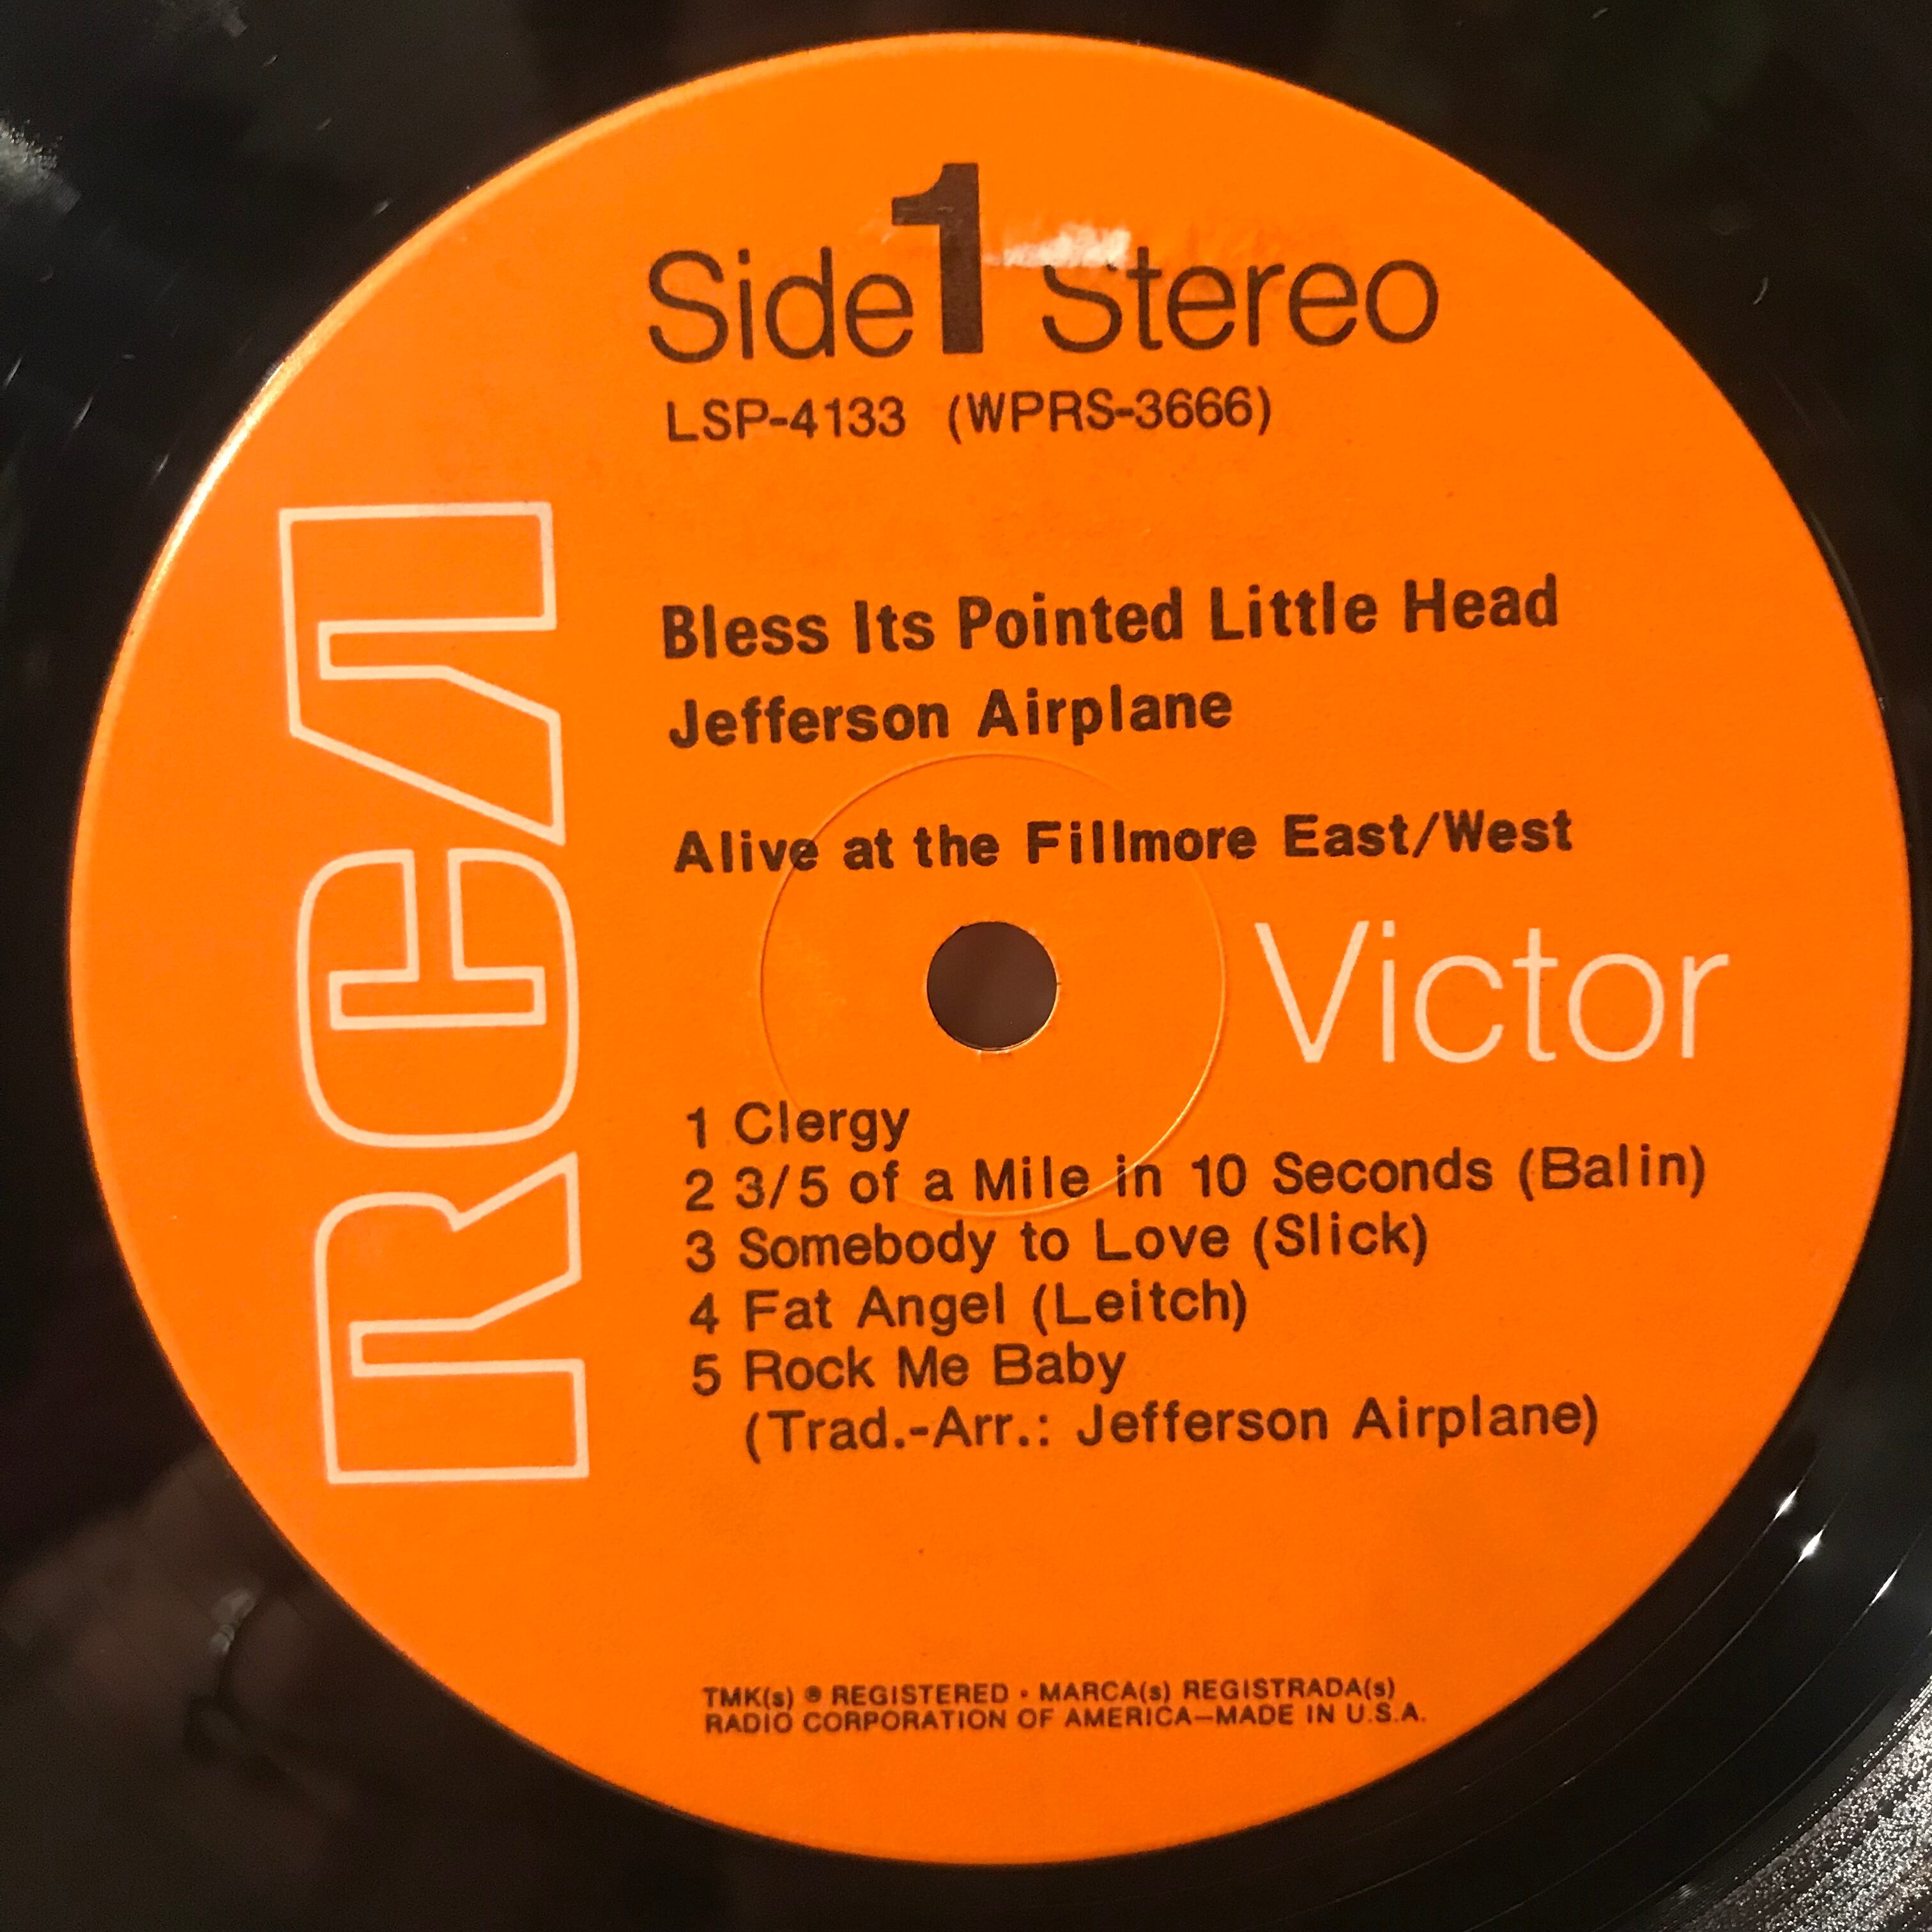 Side 1 Stereo
LSP-4133 (WPRS-3666)
RCA
Bless Its Pointed Little Head
Jefferson Airplane
Alive at the Fillmore East/West
Victor
1 Clergy
2 3/5 of a Mile in 10 Seconds (Balin)
3 Somebody to Love (Slick)
4 Fat Angel (Leitch)
5 Rock Me Baby
(Trad.-Arr.: Jefferson Airplane)
TMK(s) ® REGISTERED • MARCA(s) REGISTRADA(s)
RADIO CORPORATION OF AMERICA—MADE IN U.S.A.